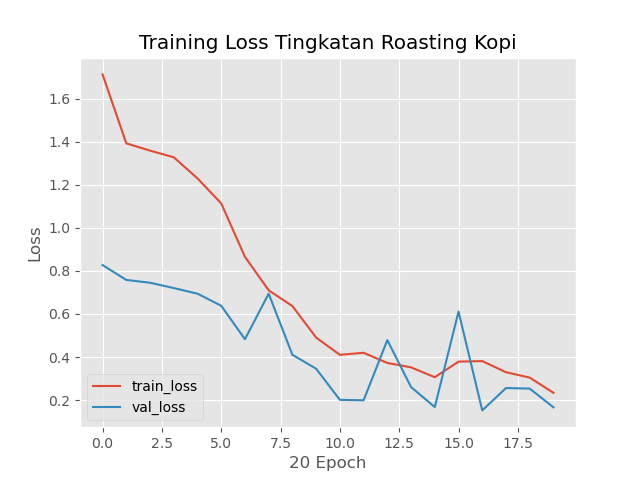 Training Loss Tingkatan Roasting Kopi
1.6
1.4
1.2
1.0
0.8
0.6
0.4
0.2
Loss
train_loss
val_loss
0.0 2.5 5.0 7.5 10.0 12.5 15.0 17.5
20 Epoch